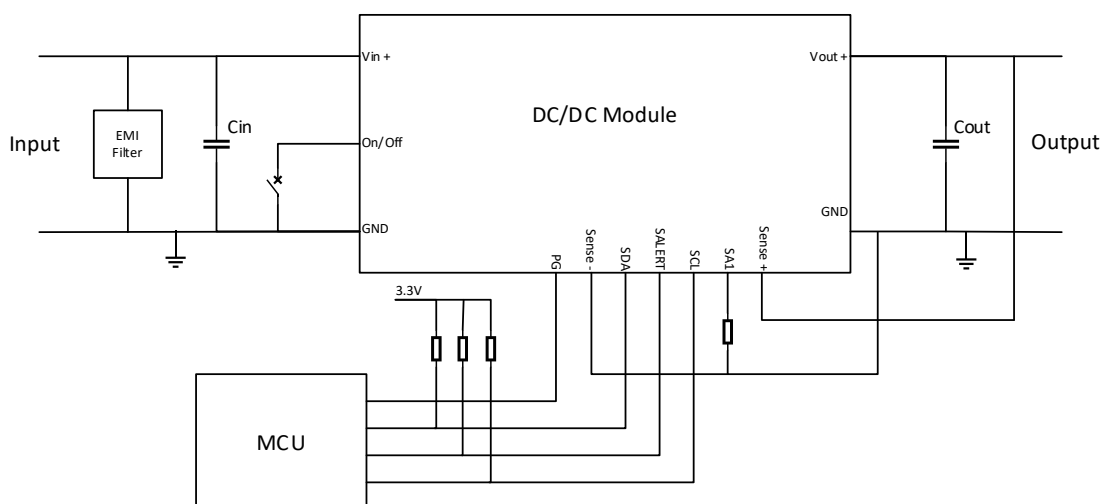 Vin +
Vout +
DC/DC Module
EMI
Filter
Cin
Cout
Input
On/Off
Output
GND
GND
PG
Sense -
SDA
SALERT
SCL
SA1
Sense +
3.3V
MCU